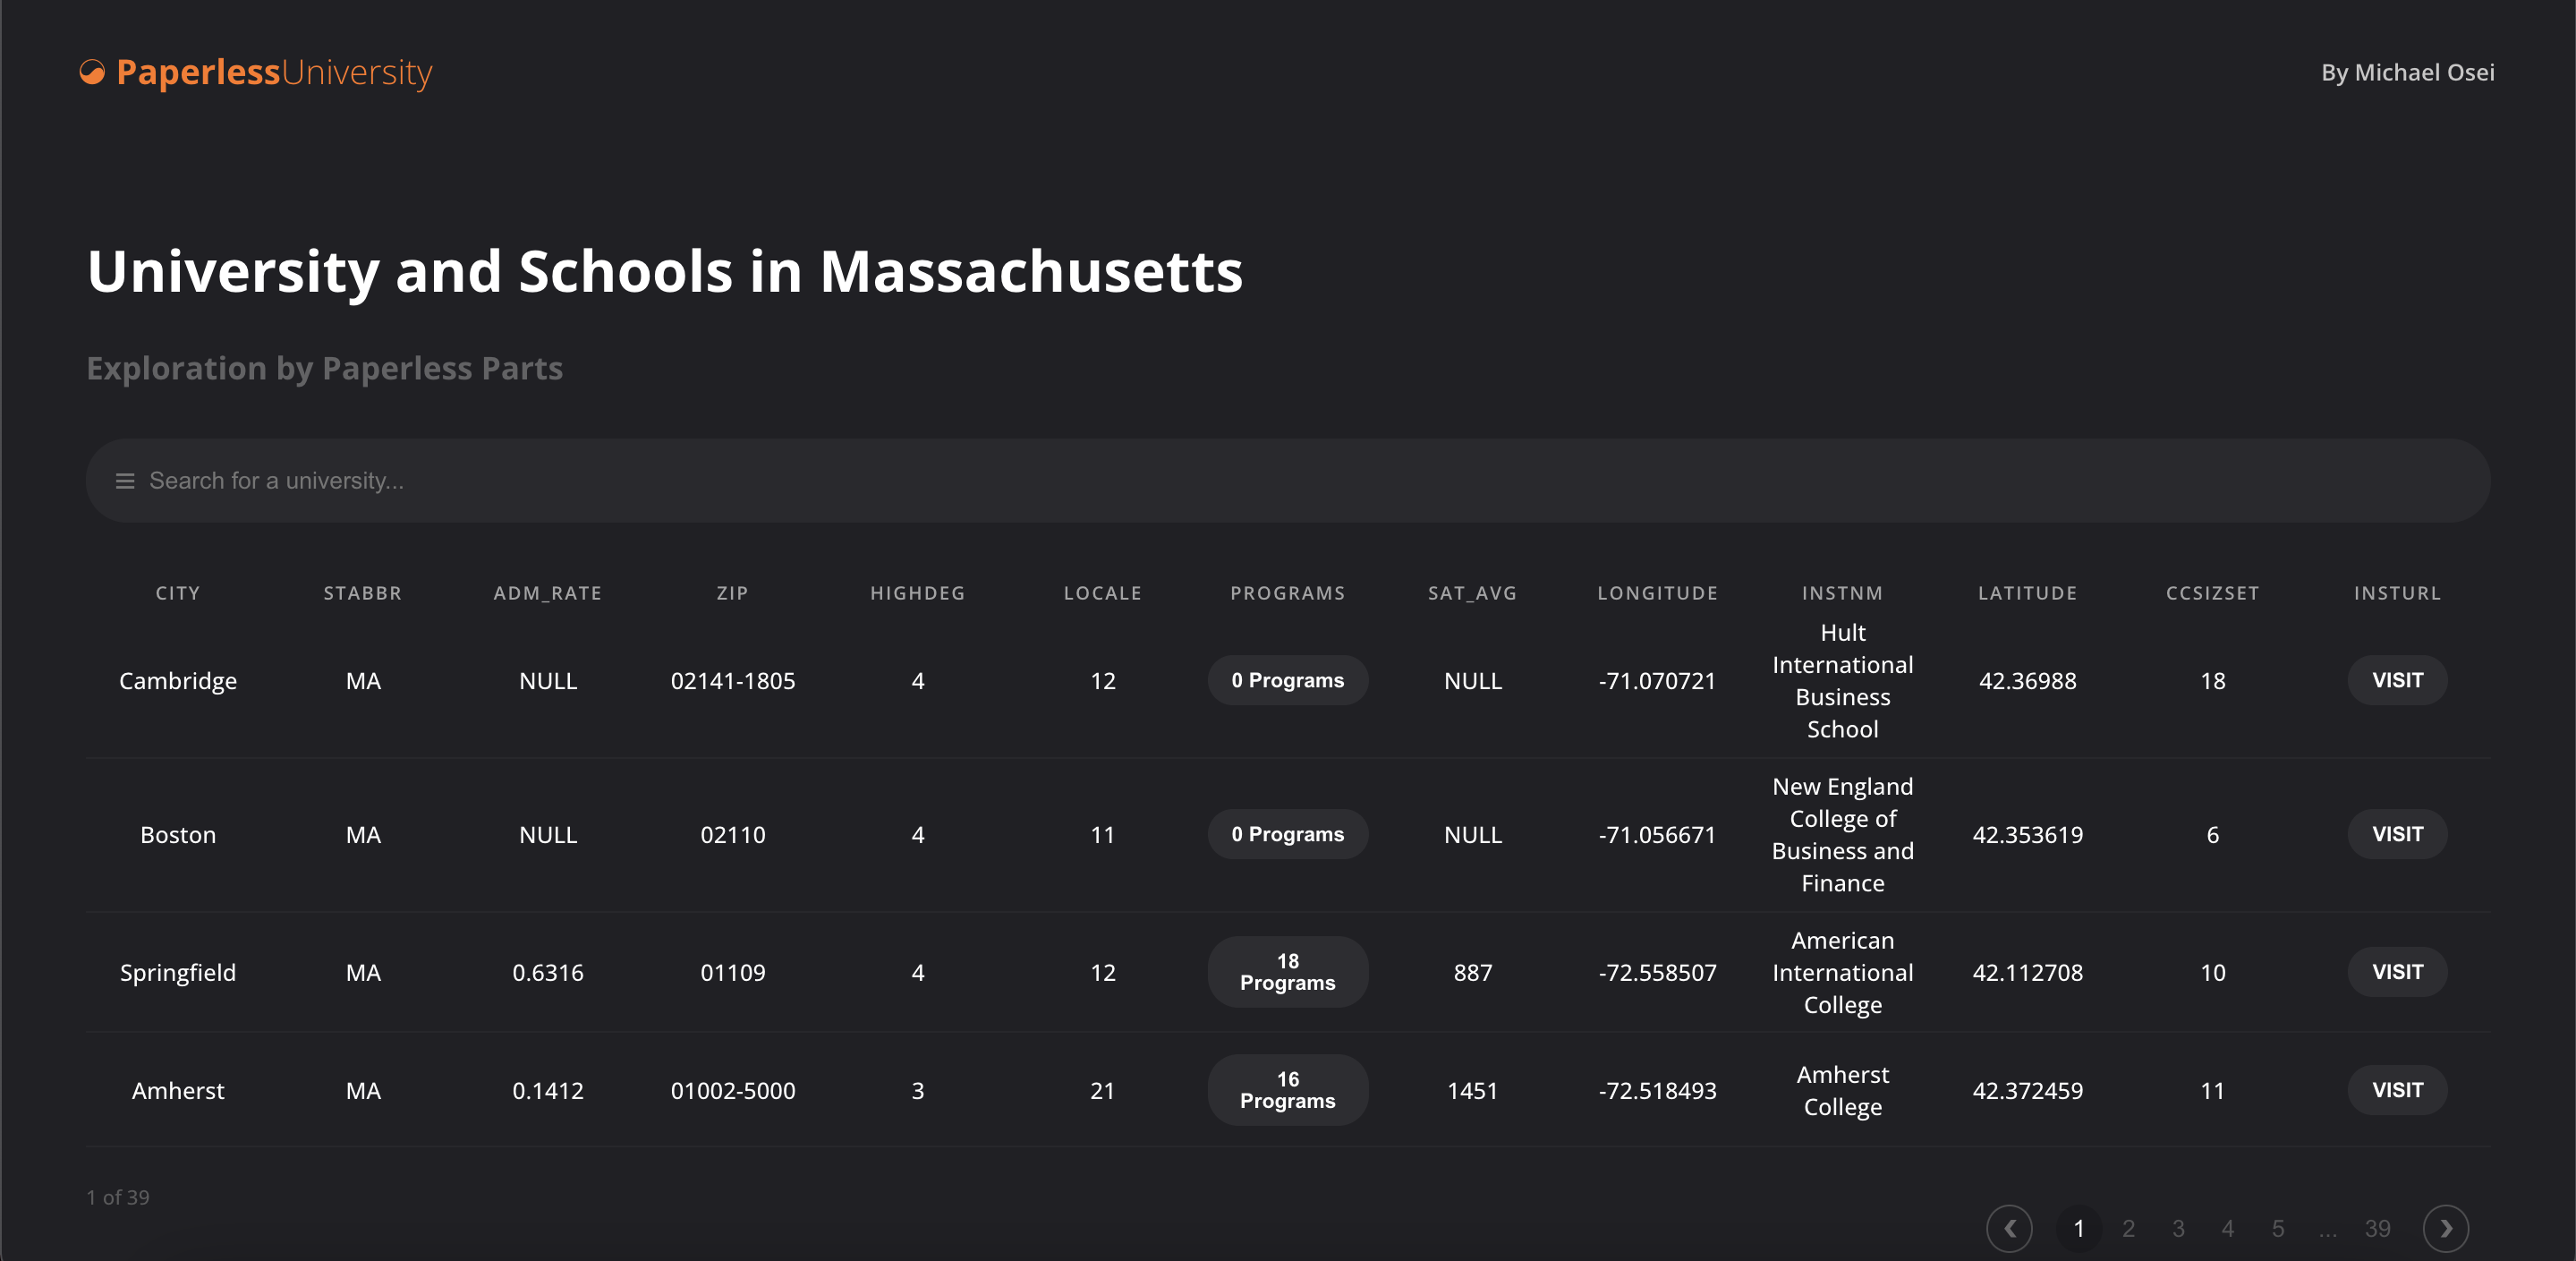 PaperlessUniversity
By Michael Osei
University and Schools in Massachusetts
Exploration by Paperless Parts
Search for a university...
CITY STABBR ADM_RATE ZIP HIGHDEG LOCALE PROGRAMS SAT_AVG LONGITUDE INSTNM LATITUDE CCSIZSET INSTURL
Cambridge MA NULL 02141-1805 4 12 0 Programs NULL -71.070721 Hult International Business School 42.36988 18 VISIT
Boston MA NULL 02110 4 11 0 Programs NULL -71.056671 New England College of Business and Finance 42.353619 6 VISIT
Springfield MA 0.6316 01109 4 12 18 Programs 887 -72.558507 American International College 42.112708 10 VISIT
Amherst MA 0.1412 01002-5000 3 21 16 Programs 1451 -72.518493 Amherst College 42.372459 11 VISIT
1 of 39
❮ 1 2 3 4 5 ... 39 ❯